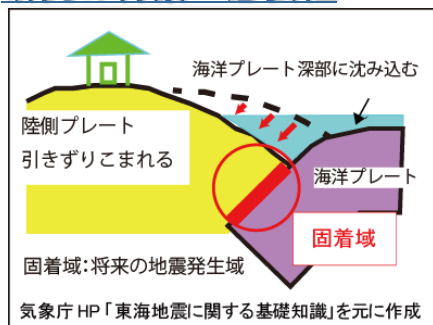 海洋プレート深部に沈み込む
陸側プレート
引きずりこまれる
海洋プレート
固着域
固着域:将来の地震発生域
気象庁HP「東海地震に関する基礎知識」を元に作成